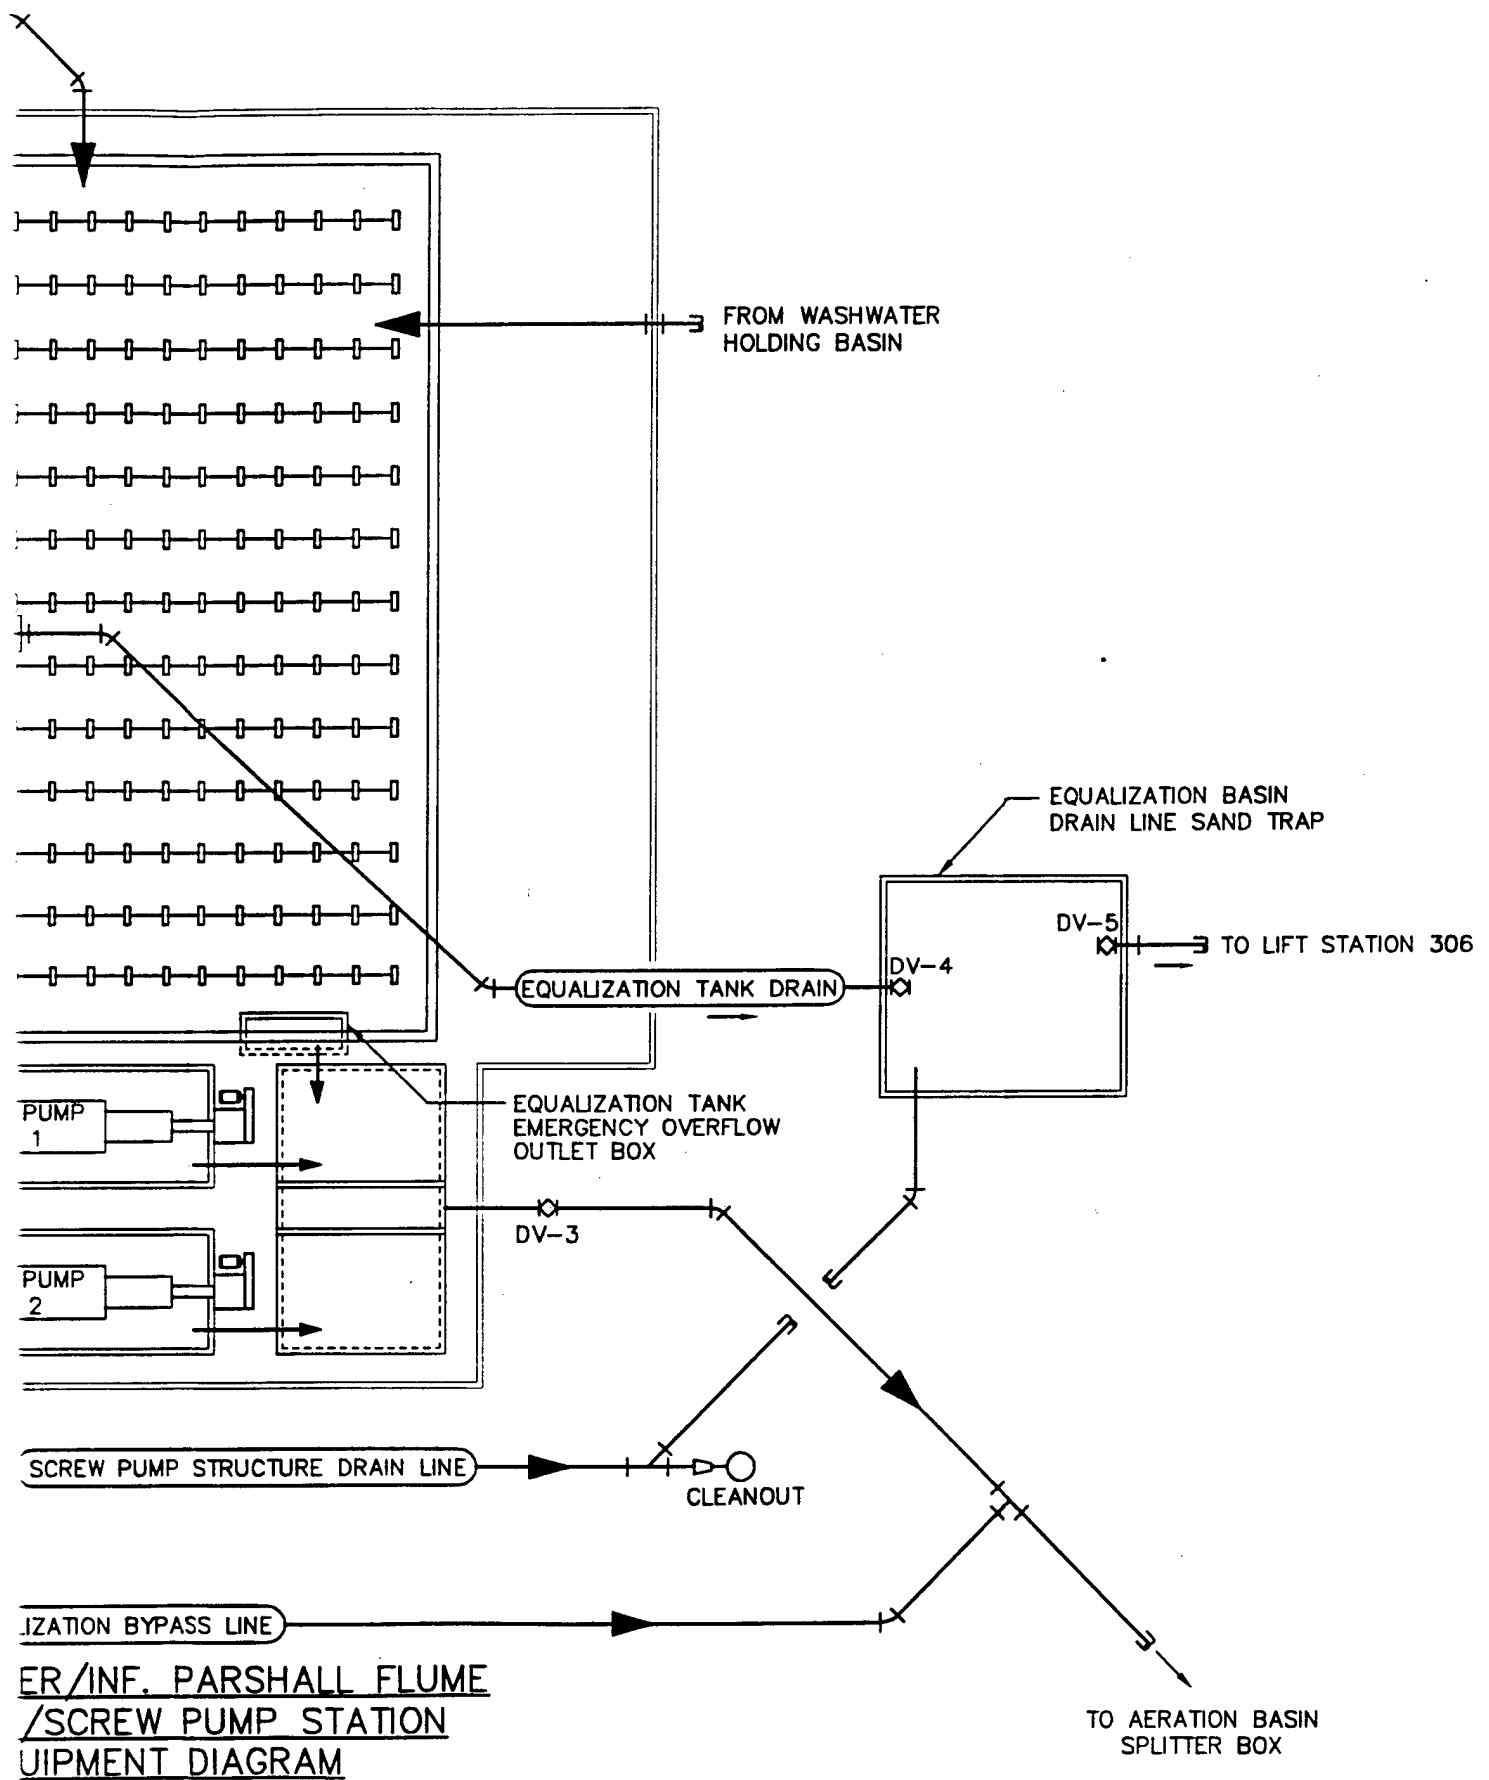 FROM WASHWATER
HOLDING BASIN
EQUALIZATION BASIN
DRAIN LINE SAND TRAP
DV-5
TO LIFT STATION 306
DV-4
EQUALIZATION TANK DRAIN
PUMP
1
EQUALIZATION TANK
EMERGENCY OVERFLOW
OUTLET BOX
DV-3
PUMP
2
SCREW PUMP STRUCTURE DRAIN LINE
CLEANOUT
IZATION BYPASS LINE
ER/INF. PARSHALL FLUME
/SCREW PUMP STATION
UIPMENT DIAGRAM
TO AERATION BASIN
SPLITTER BOX